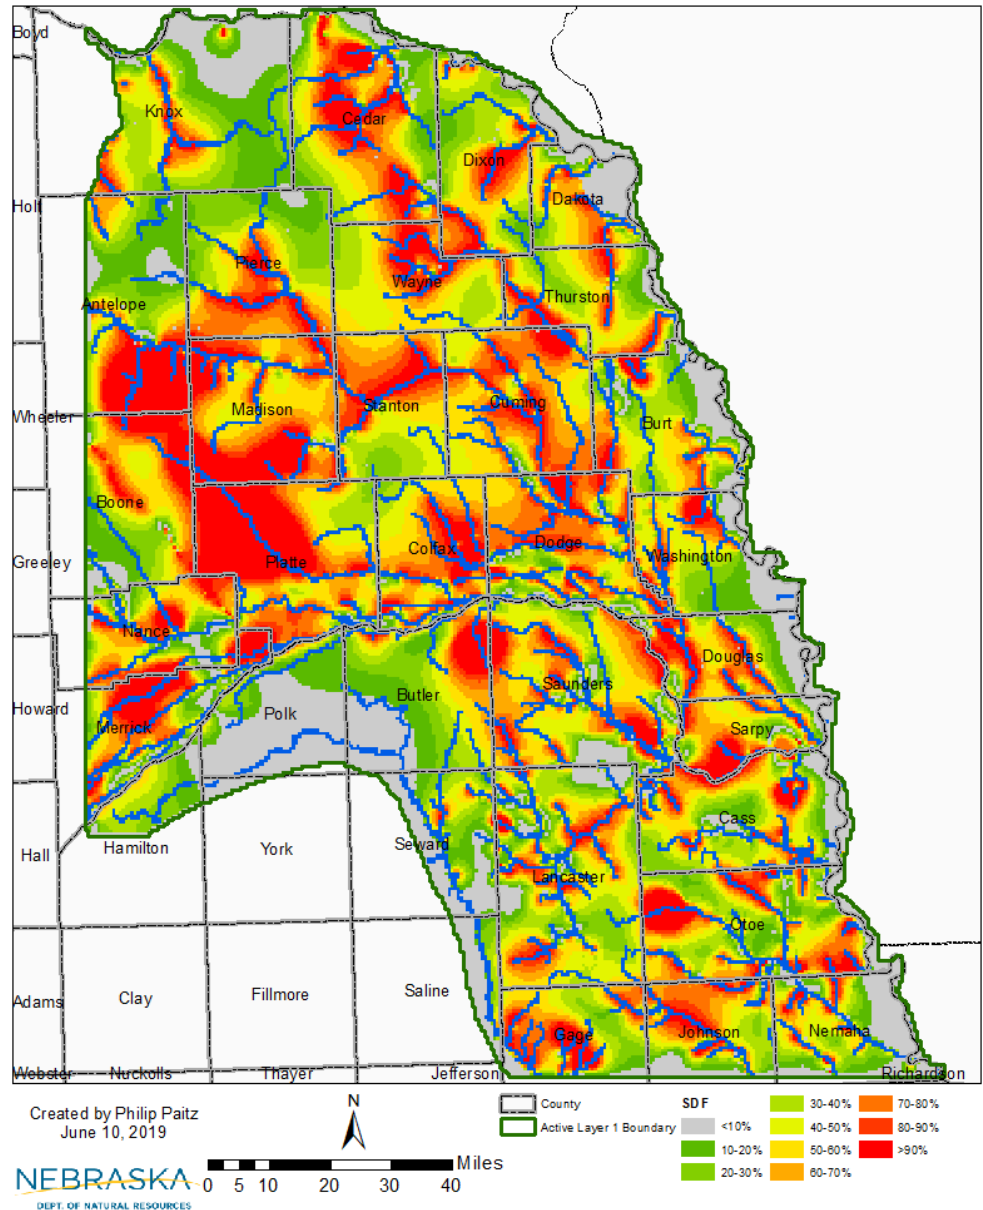 Boyd
Knox
Cedar
Dixon
Holt
Dakota
Pierce
Wayne
Antelope
Thurston
Wheeler
Madison
Stanton
Cuming
Burt
Boone
Greeley
Platte
Colfax
Dodge
Washington
Nance
Douglas
Howard
Butler
Saunders
Merrick
Polk
Sarpy
Cass
Hall
Hamilton
York
Seward
Lancaster
Otoe
Adams
Clay
Fillmore
Saline
Gage
Johnson
Nemaha
Webster
Nuckolls
Thayer
Jefferson
Richardson
Created by Philip Paitz
June 10, 2019
N
Miles
0 5 10 20 30 40
NEBRASKA
DEPT. OF NATURAL RESOURCES
County
Active Layer 1 Boundary
SDF
<10%
10-20%
20-30%
30-40%
40-50%
50-60%
60-70%
70-80%
80-90%
>90%